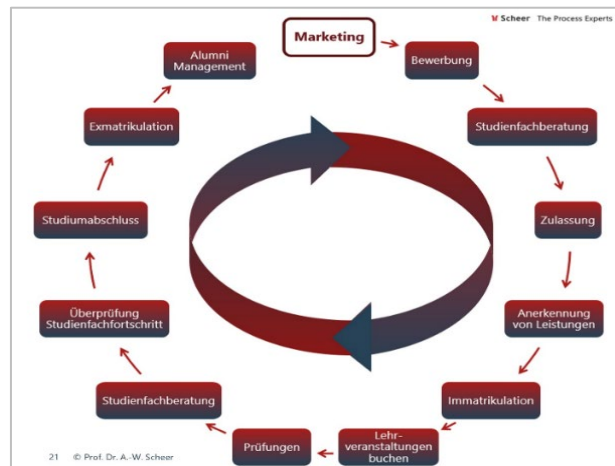 Scheer The Process Experts
Marketing
Bewerbung
Studienfachberatung
Zulassung
Anerkennung
von Leistungen
Immatrikulation
Lehr-
veranstaltungen
buchen
Prüfungen
Studienfachberatung
Überprüfung
Studienfachfortschritt
Studiumabschluss
Exmatrikulation
Alumni
Management
21 © Prof. Dr. A.-W. Scheer